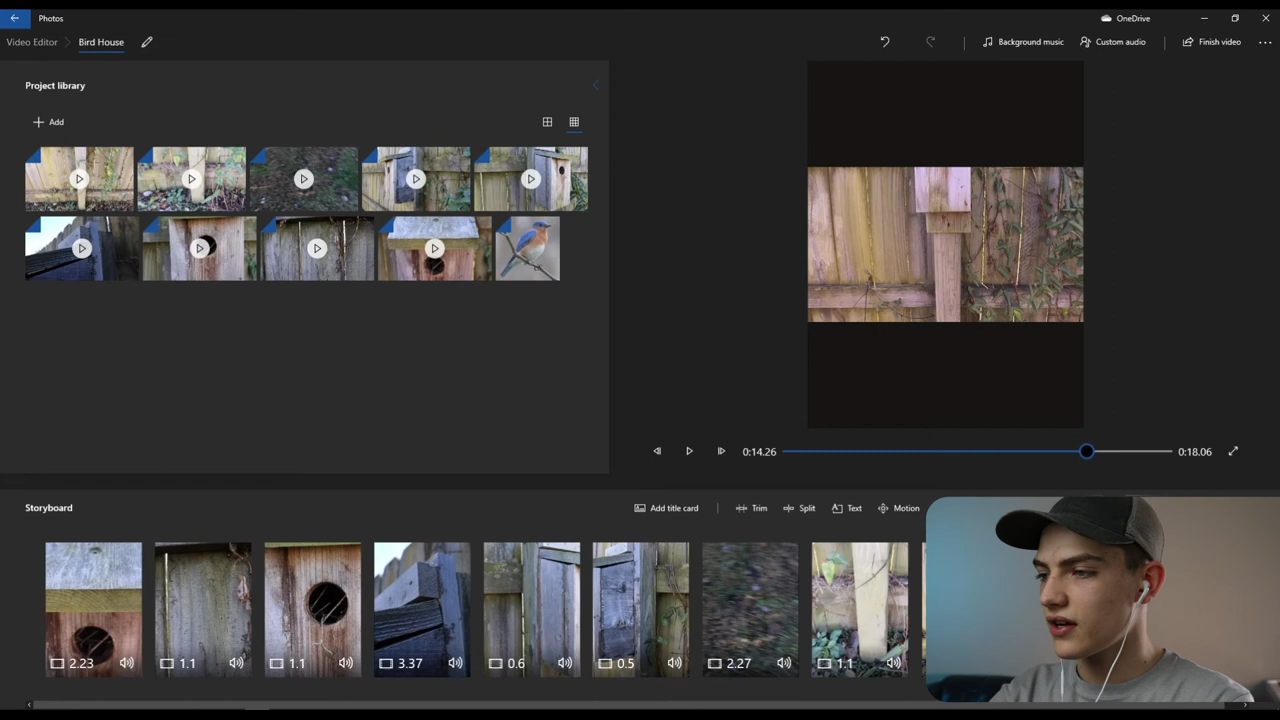 Photos
OneDrive
Video Editor
Bird House
Background music
Custom audio
Finish video
Project library
Add
0:14.26
0:18.06
Storyboard
Add title card
Trim
Split
Text
Motion
2.23
1.1
1.1
3.37
0.6
0.5
2.27
1.1